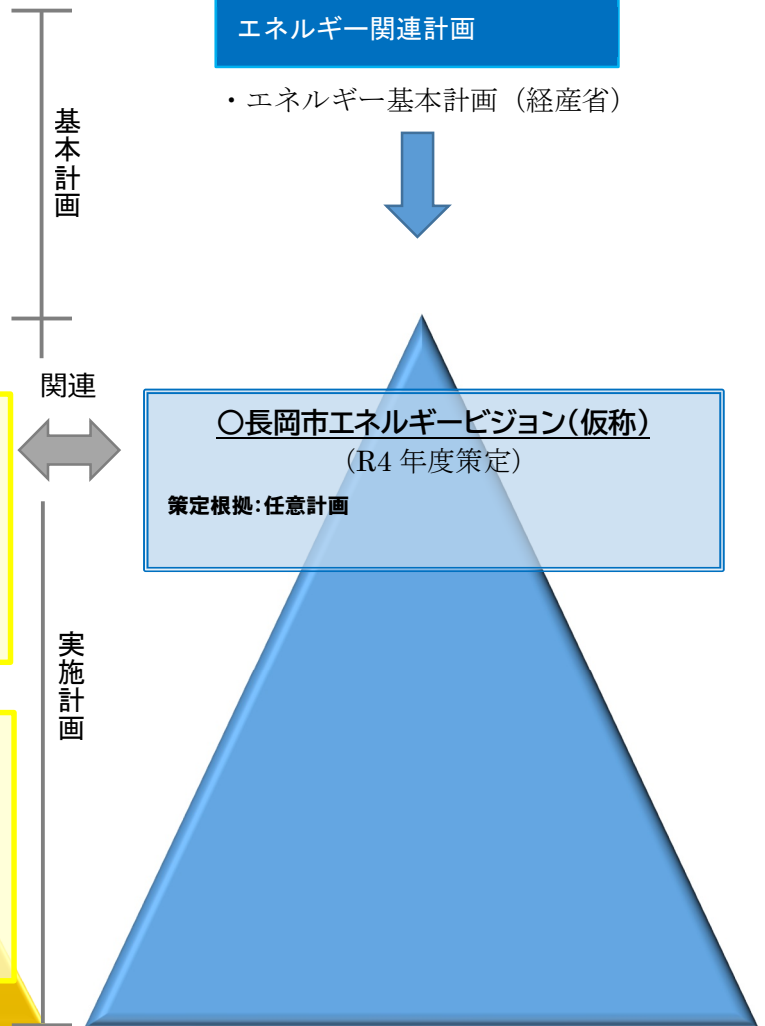 エネルギー関連計画
・エネルギー基本計画（経産省）
基本計画
関連
〇長岡市エネルギービジョン(仮称)
(R4 年度策定)
策定根拠:任意計画
実施計画